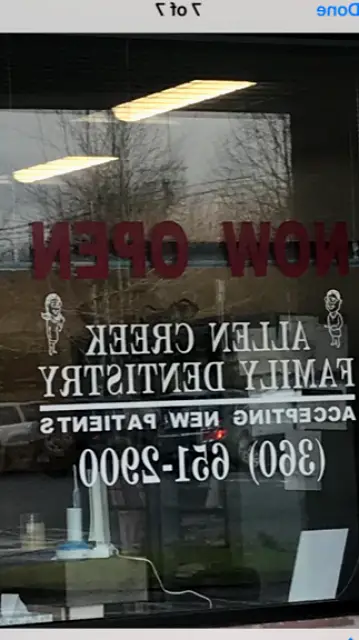 Done
7 of 7
NOW OPEN
ALLEN CREEK
FAMILY DENTISTRY
ACCEPTING NEW PATIENTS
(360) 651-2900